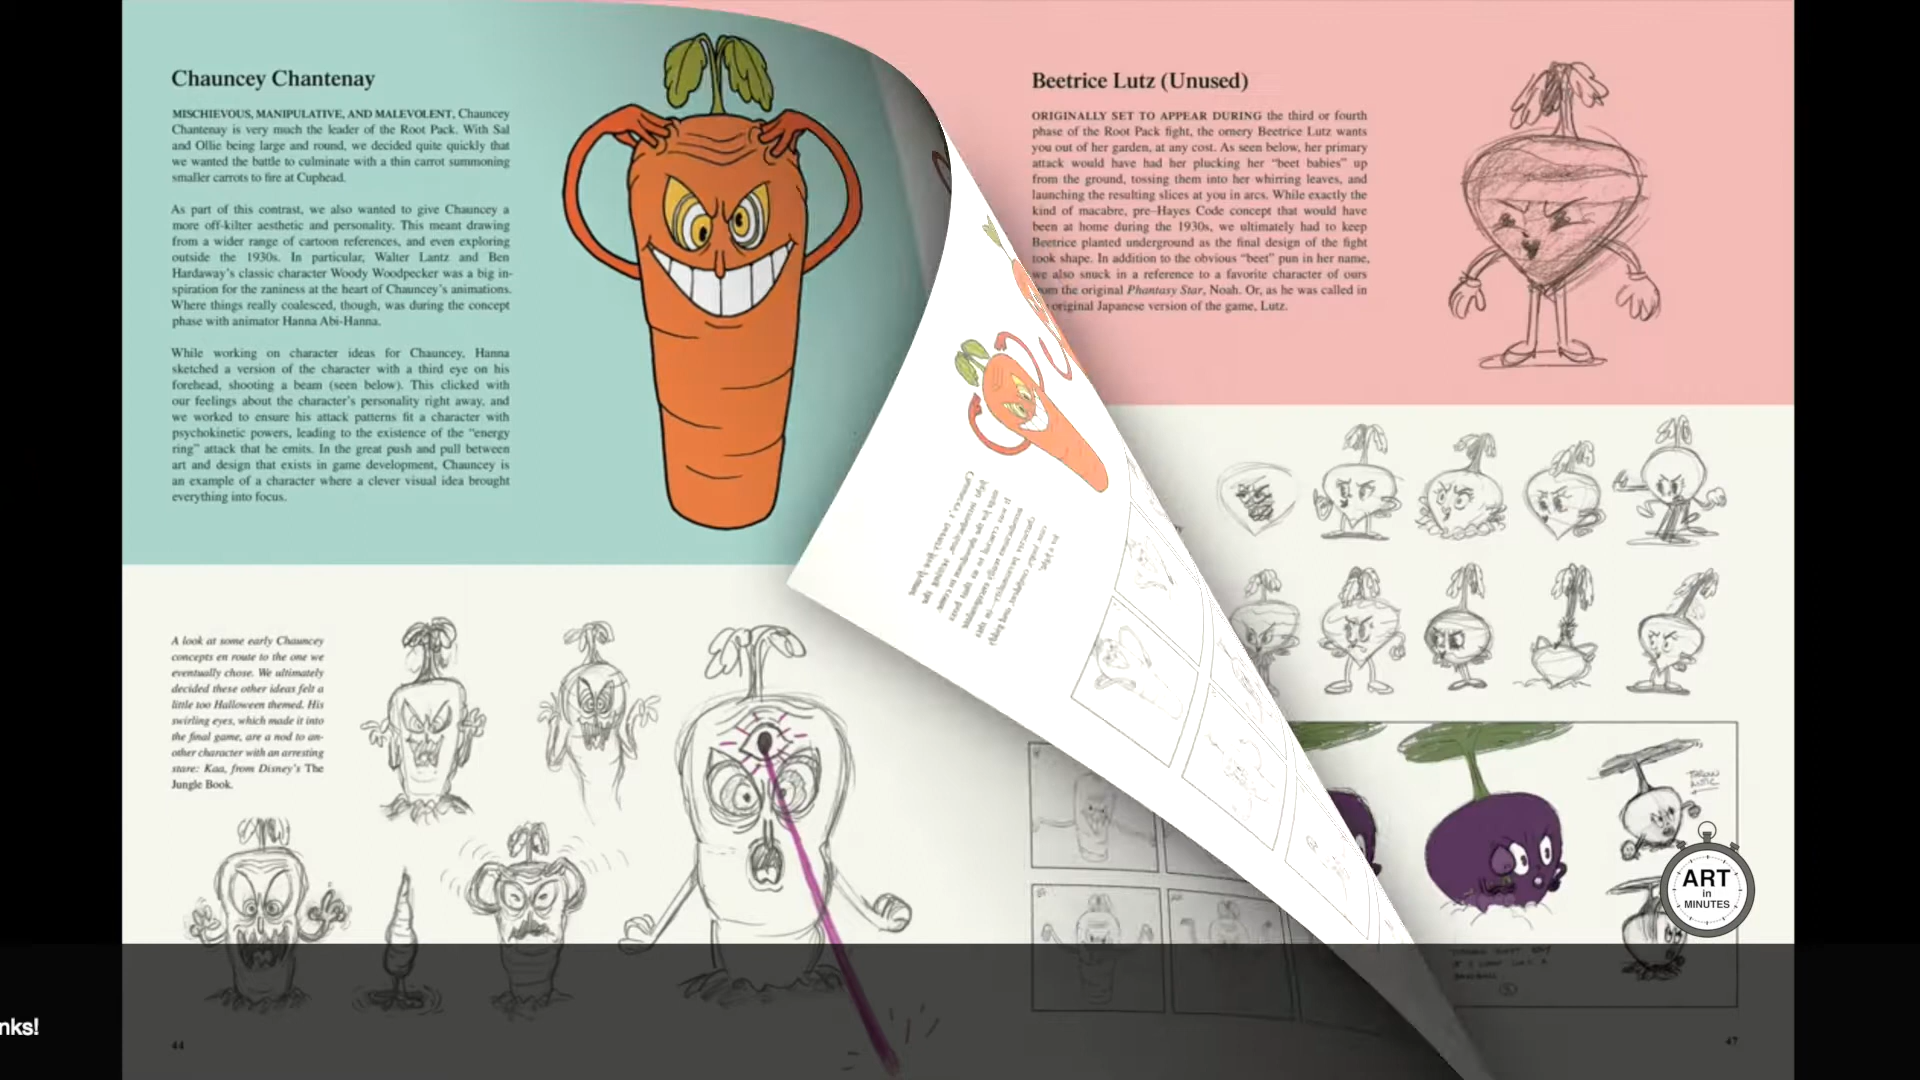 Chauncey Chantenay
MISCHIEVOUS, MANIPULATIVE, AND MALEVOLENT, Chauncey
Chantenay is very much the leader of the Root Pack. With Sal
and Ollie being large and round, we decided quite quickly that
we wanted the battle to culminate with a thin carrot summoning
smaller carrots to fire at Cuphead.
As part of this contrast, we also wanted to give Chauncey a
more off-kilter aesthetic and personality. This meant drawing
from a wider range of cartoon references, and even exploring
outside the 1930s. In particular, Walter Lantz and Ben
Hardaway's classic character Woody Woodpecker was a big in-
spiration for the zaniness at the heart of Chauncey's animations.
Where things really coalesced, though, was during the concept
phase with animator Hanna Abi-Hanna.
While working on character ideas for Chauncey, Hanna
sketched a version of the character with a third eye on his
forehead, shooting a beam (seen below). This clicked with
our feelings about the character's personality right away, and
we worked to ensure his attack patterns fit a character with
psychokinetic powers, leading to the existence of the "energy
ring" attack that he emits. In the great push and pull between
art and design that exists in game development, Chauncey is
an example of a character where a clever visual idea brought
everything into focus.
A look at some early Chauncey
concepts en route to the one we
eventually chose. We ultimately
decided these other ideas felt a
little too Halloween themed. His
swirling eyes, which made it into
the final game, are a nod to an-
other character with an arresting
stare: Kaa, from Disney's The
Jungle Book.
44
Beetrice Lutz (Unused)
ORIGINALLY SET TO APPEAR DURING the third or fourth
phase of the Root Pack fight, the ornery Beetrice Lutz wants
you out of her garden, at any cost. As seen below, her primary
attack would have had her plucking her "beet babies" up
from the ground, tossing them into her whirring leaves, and
launching the resulting slices at you in arcs. While exactly the
kind of macabre, pre–Hayes Code concept that would have
been at home during the 1930s, we ultimately had to keep
Beetrice planted underground as the final design of the fight
took shape. In addition to the obvious "beet" pun in her name,
we also snuck in a reference to a favorite character of ours
from the original Phantasy Star, Noah. Or, as he was called in
original Japanese version of the game, Lutz.
47
ART
in
MINUTES
nks!